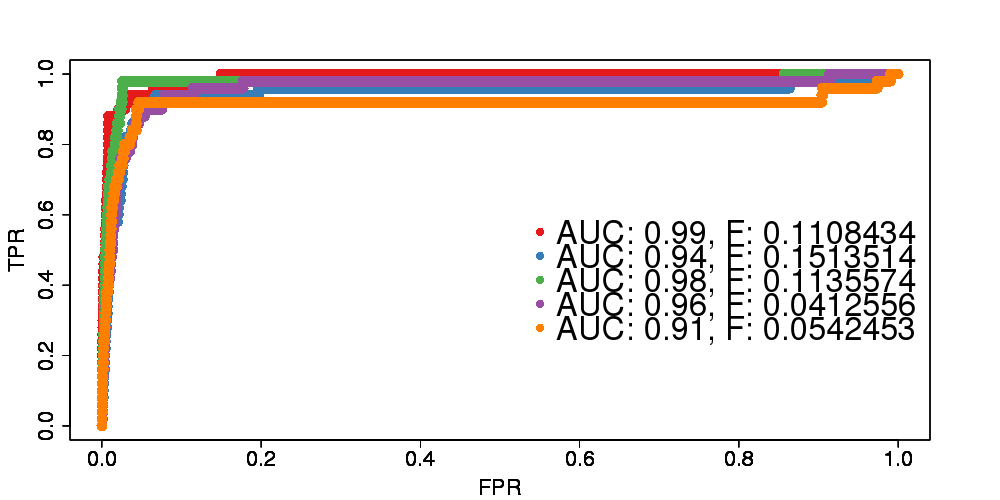 1.0
0.8
0.6
0.4
0.2
0.0
TPR
AUC: 0.99, F: 0.1108434
AUC: 0.94, F: 0.1513514
AUC: 0.98, F: 0.1135574
AUC: 0.96, F: 0.0412556
AUC: 0.91, F: 0.0542453
0.0 0.2 0.4 0.6 0.8 1.0
FPR